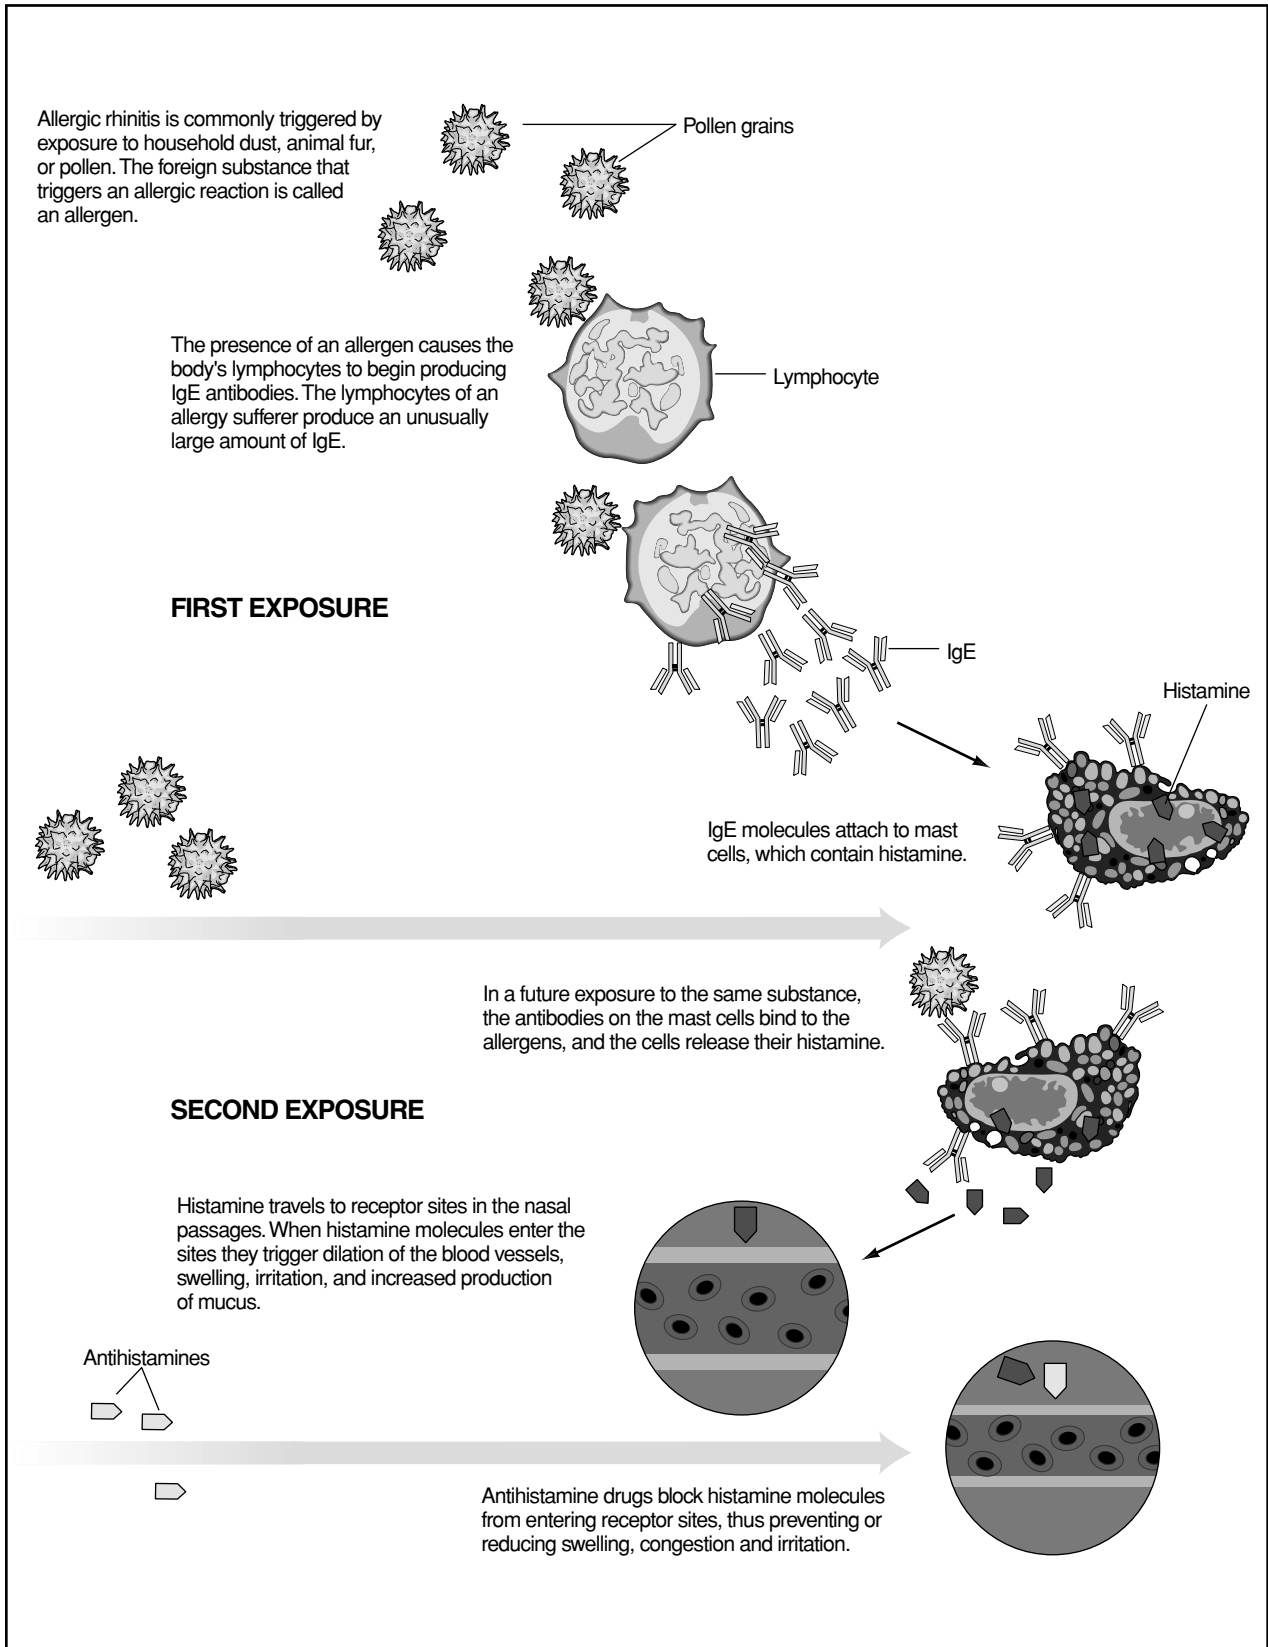 Allergic rhinitis is commonly triggered by
exposure to household dust, animal fur,
or pollen. The foreign substance that
triggers an allergic reaction is called
an allergen.
Pollen grains
The presence of an allergen causes the
body's lymphocytes to begin producing
IgE antibodies. The lymphocytes of an
allergy sufferer produce an unusually
large amount of IgE.
Lymphocyte
FIRST EXPOSURE
IgE
Histamine
IgE molecules attach to mast
cells, which contain histamine.
In a future exposure to the same substance,
the antibodies on the mast cells bind to the
allergens, and the cells release their histamine.
SECOND EXPOSURE
Histamine travels to receptor sites in the nasal
passages. When histamine molecules enter the
sites they trigger dilation of the blood vessels,
swelling, irritation, and increased production
of mucus.
Antihistamines
Antihistamine drugs block histamine molecules
from entering receptor sites, thus preventing or
reducing swelling, congestion and irritation.